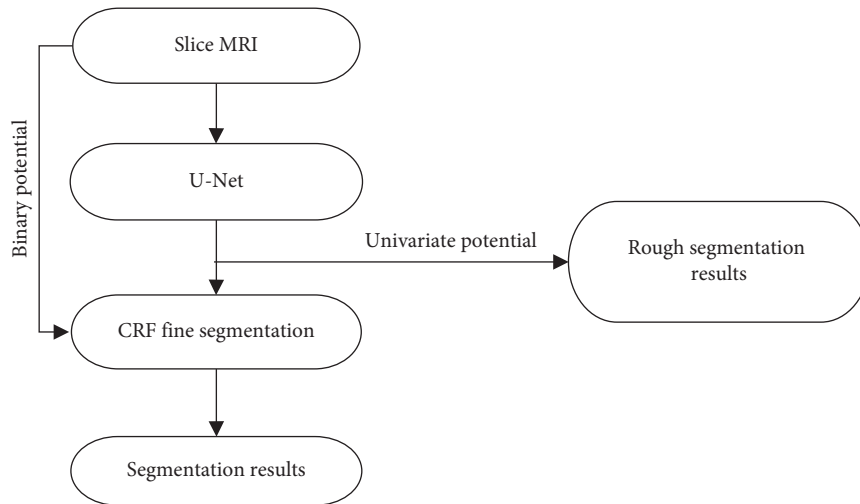 Slice MRI
Binary potential
U-Net
Univariate potential
Rough segmentation
results
CRF fine segmentation
Segmentation results